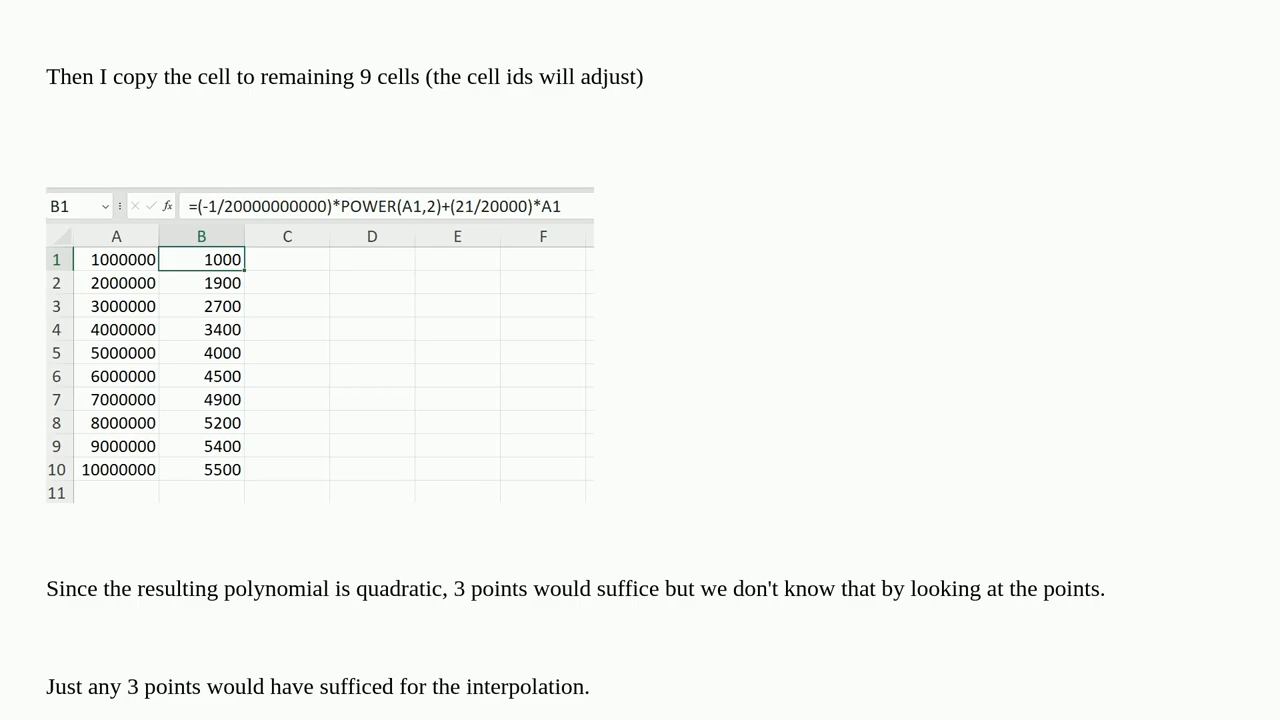 Then I copy the cell to remaining 9 cells (the cell ids will adjust)
B1 fx =(-1/20000000000)*POWER(A1,2)+(21/20000)*A1
A B C D E F
1 1000000 1000
2 2000000 1900
3 3000000 2700
4 4000000 3400
5 5000000 4000
6 6000000 4500
7 7000000 4900
8 8000000 5200
9 9000000 5400
10 10000000 5500
11
Since the resulting polynomial is quadratic, 3 points would suffice but we don't know that by looking at the points.
Just any 3 points would have sufficed for the interpolation.